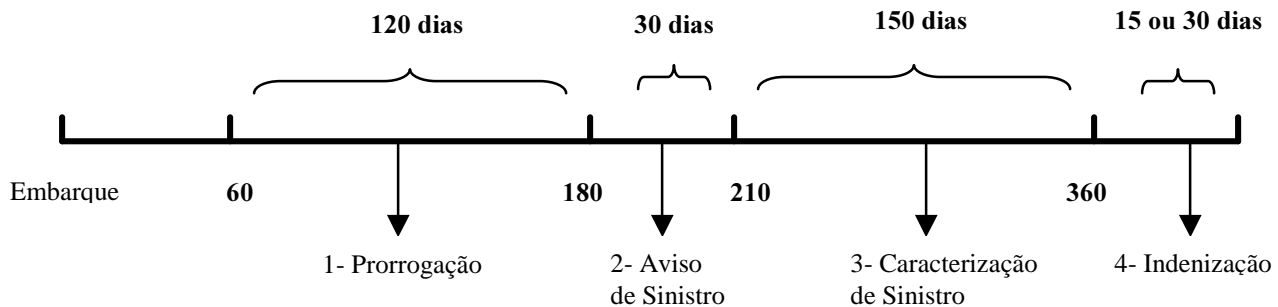 120 dias 30 dias 150 dias 15 ou 30 dias
Embarque 60 180 210 360
1- Prorrogação 2- Aviso 3- Caracterização 4- Indenização
de Sinistro de Sinistro